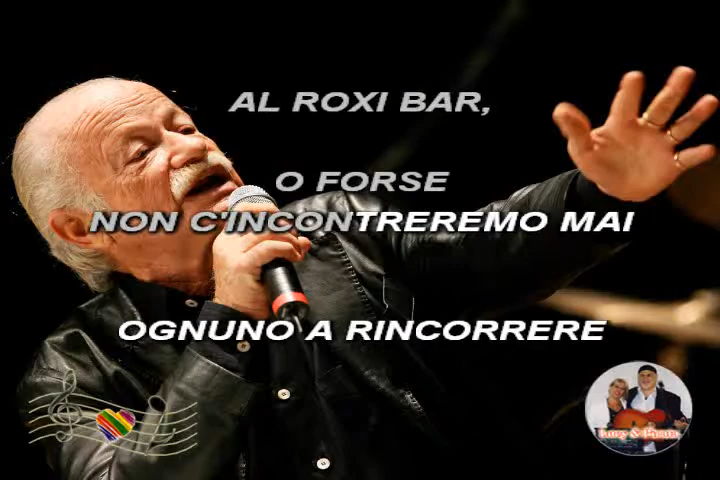 AL ROXI BAR,
O FORSE
NON C'INCONTREREMO MAI
OGNUNO A RINCORRERE